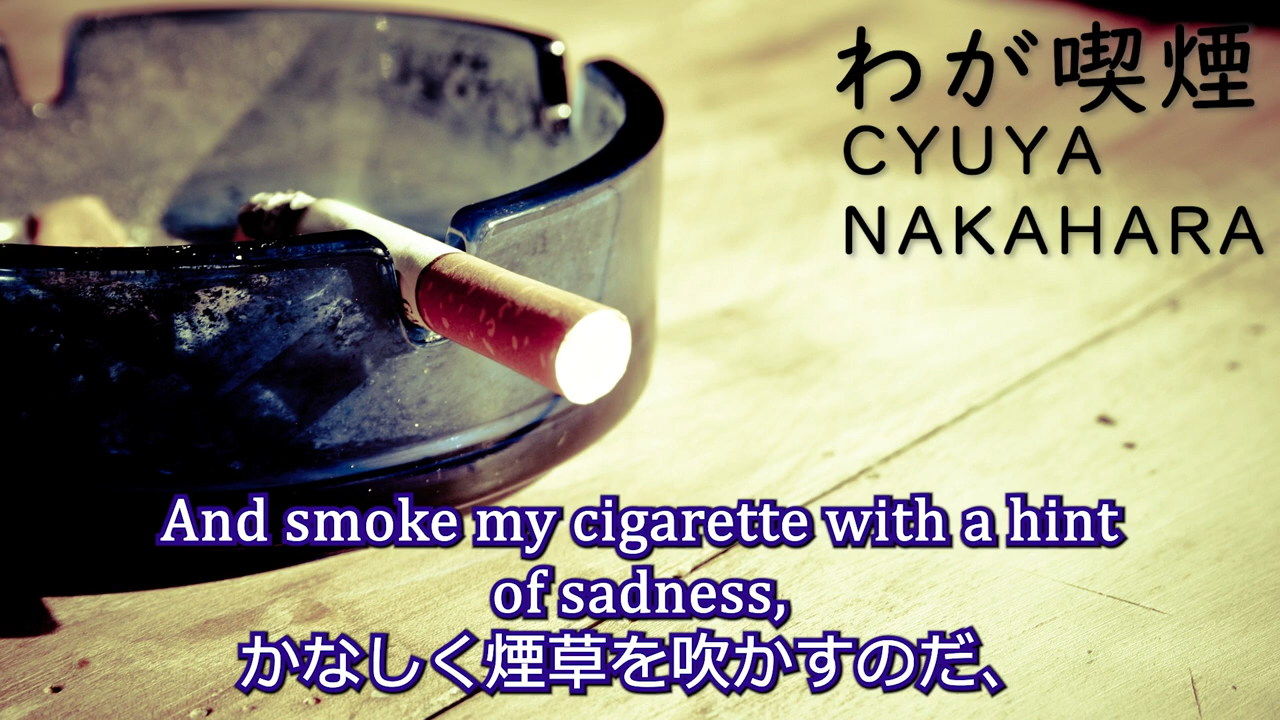 わが喫煙
CYUYA
NAKAHARA
And smoke my cigarette with a hint
of sadness,
かなしく煙草を吹かすのだ、